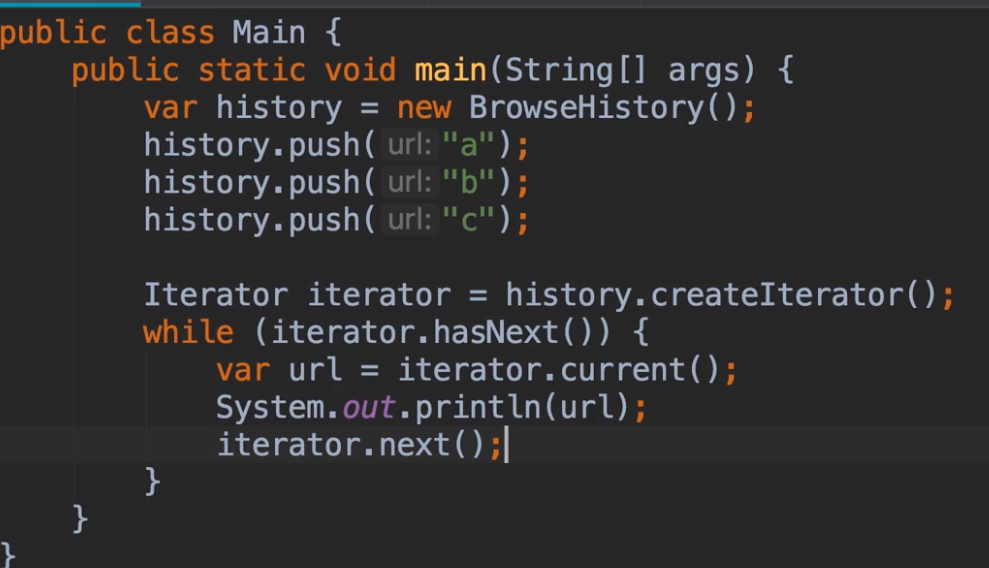 public class Main {
    public static void main(String[] args) {
        var history = new BrowseHistory();
        history.push( url: "a");
        history.push( url: "b");
        history.push( url: "c");

        Iterator iterator = history.createIterator();
        while (iterator.hasNext()) {
            var url = iterator.current();
            System.out.println(url);
            iterator.next();
        }
    }
}